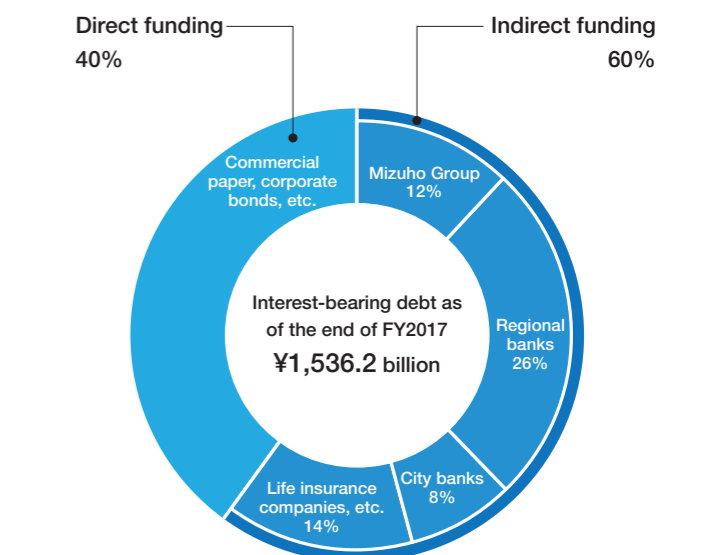 Direct funding
40%
Indirect funding
60%
Commercial
paper, corporate
bonds, etc.
Mizuho Group
12%
Interest-bearing debt as
of the end of FY2017
¥1,536.2 billion
Regional
banks
26%
City banks
8%
Life insurance
companies, etc.
14%